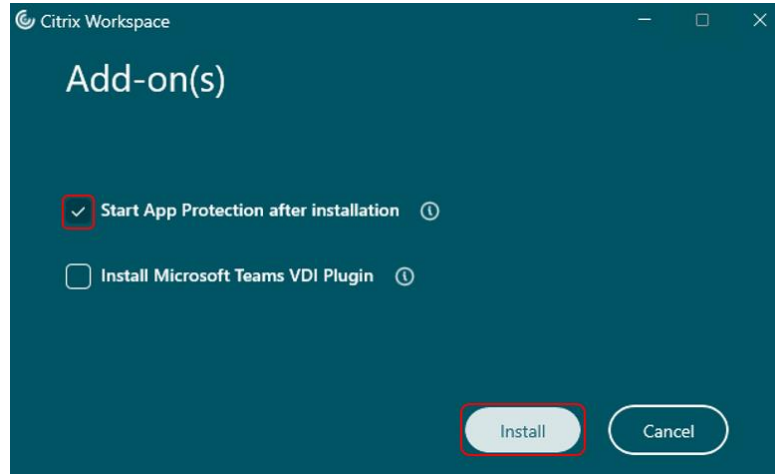 Citrix Workspace
Add-on(s)
Start App Protection after installation
Install Microsoft Teams VDI Plugin
Install
Cancel